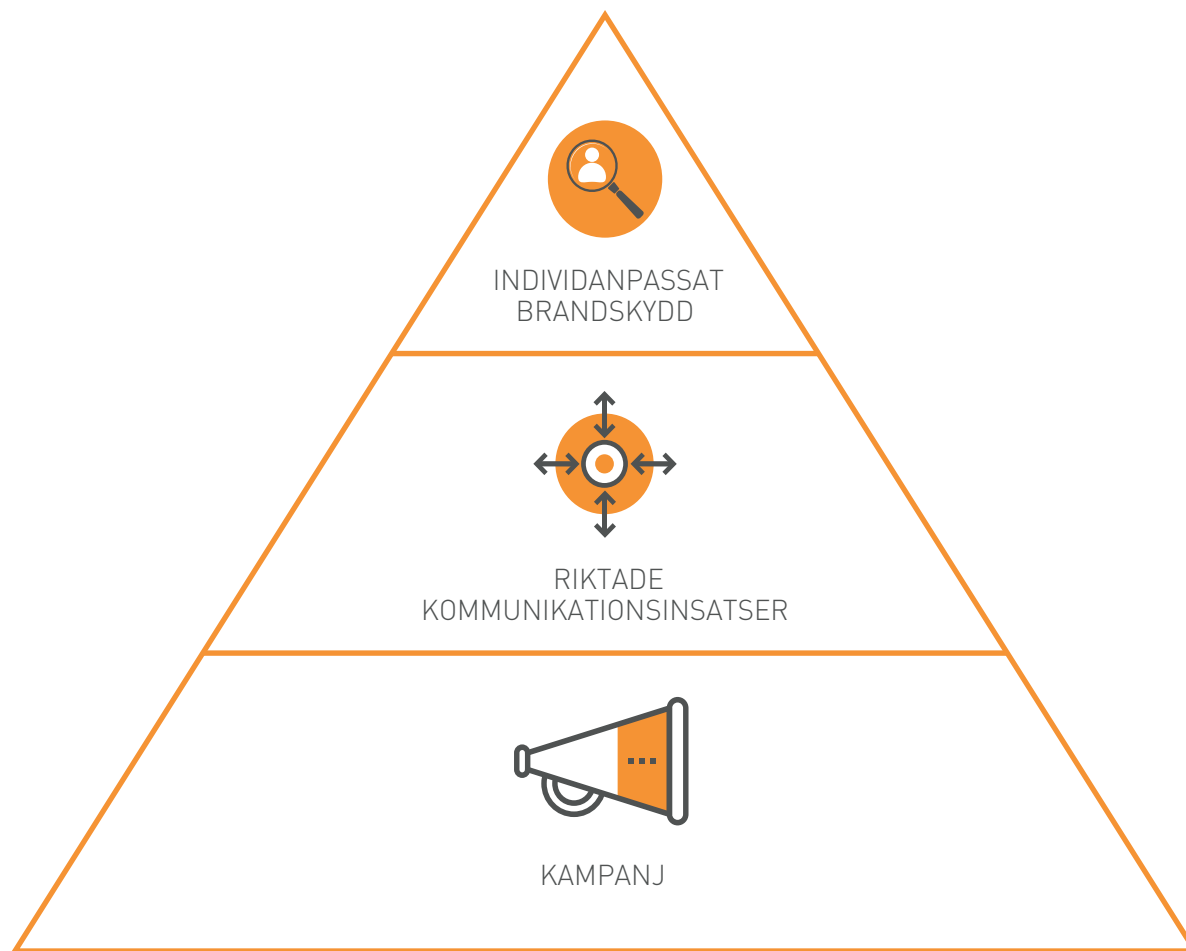 INDIVIDANPASSAT
BRANDSKYDD
RIKTADE
KOMMUNIKATIONSINSATSER
KAMPANJ